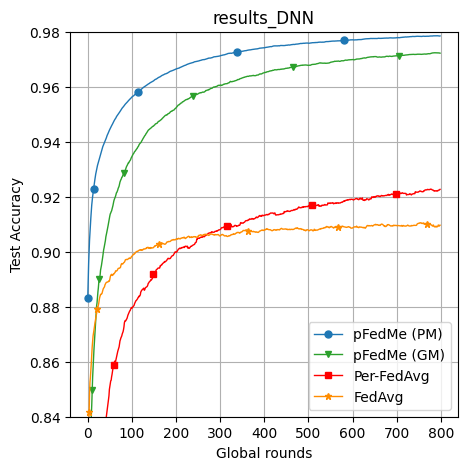 results_DNN
0.98
0.96
0.94
0.92
0.90
0.88
0.86
0.84
Test Accuracy
pFedMe (PM)
pFedMe (GM)
Per-FedAvg
FedAvg
0 100 200 300 400 500 600 700 800
Global rounds